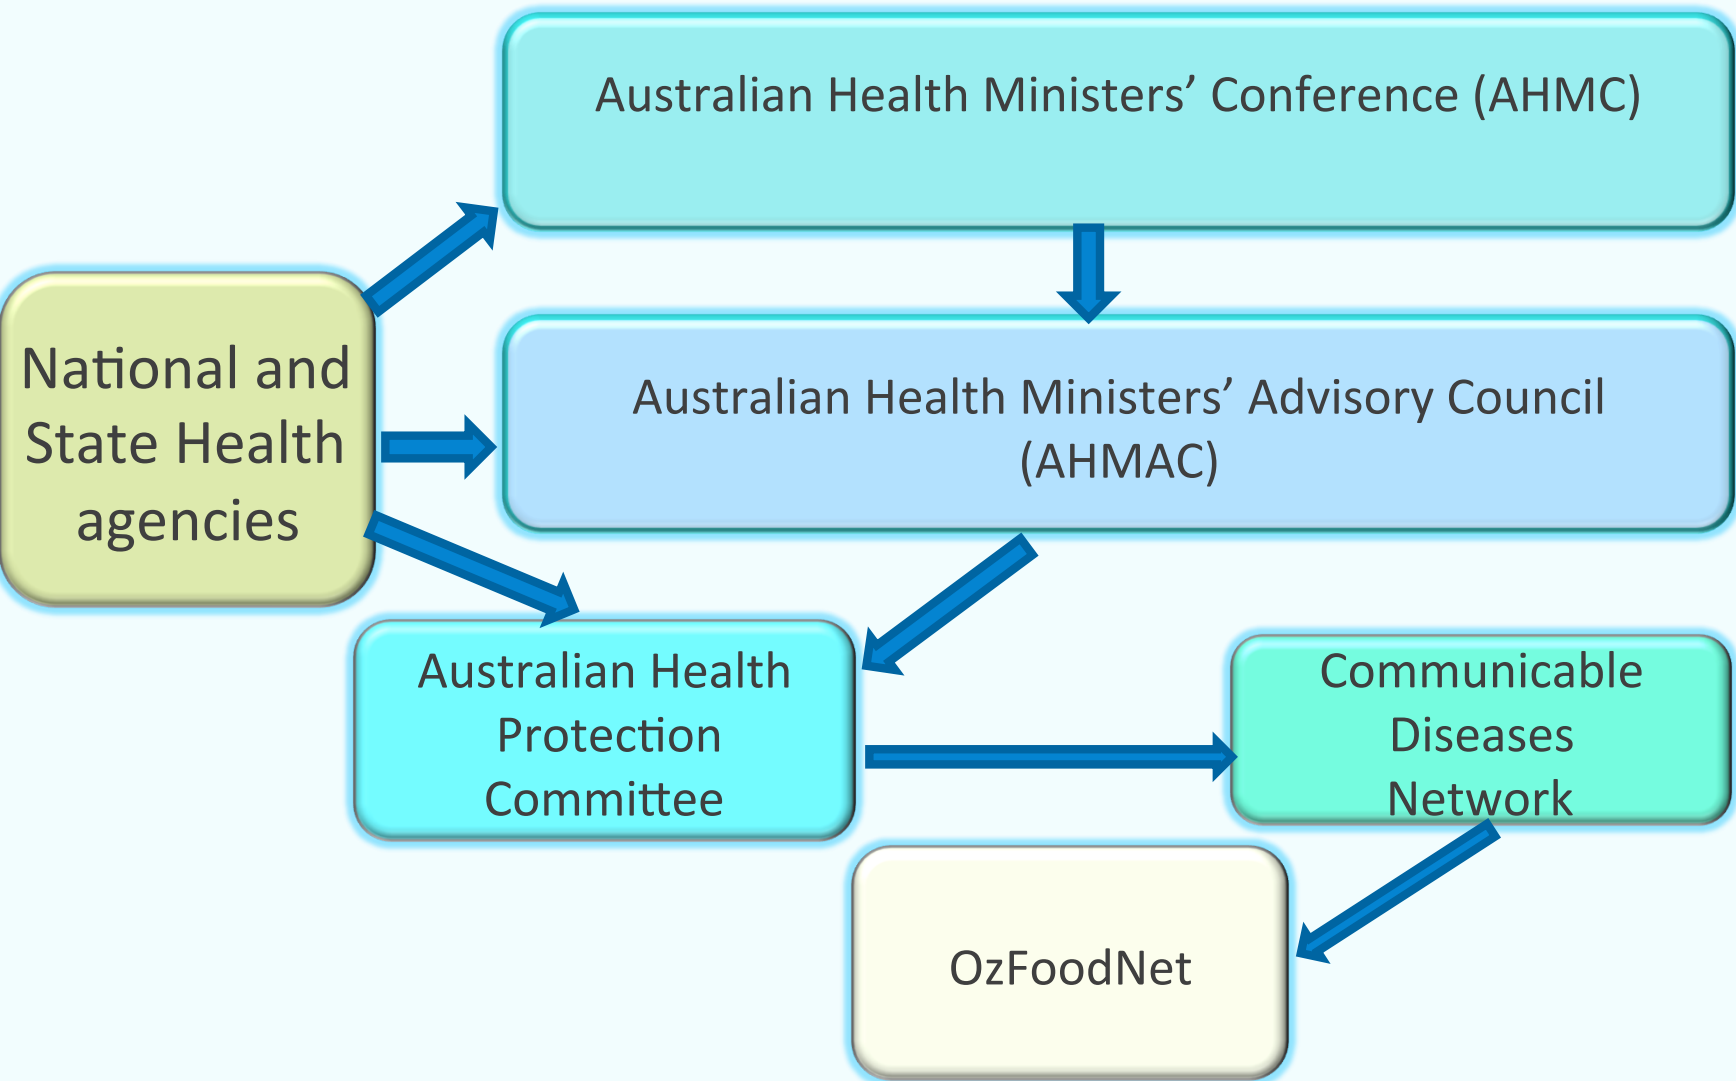 Australian Health Ministers’ Conference (AHMC)
National and
State Health
agencies
Australian Health Ministers’ Advisory Council
(AHMAC)
Australian Health
Protection
Committee
Communicable
Diseases
Network
OzFoodNet